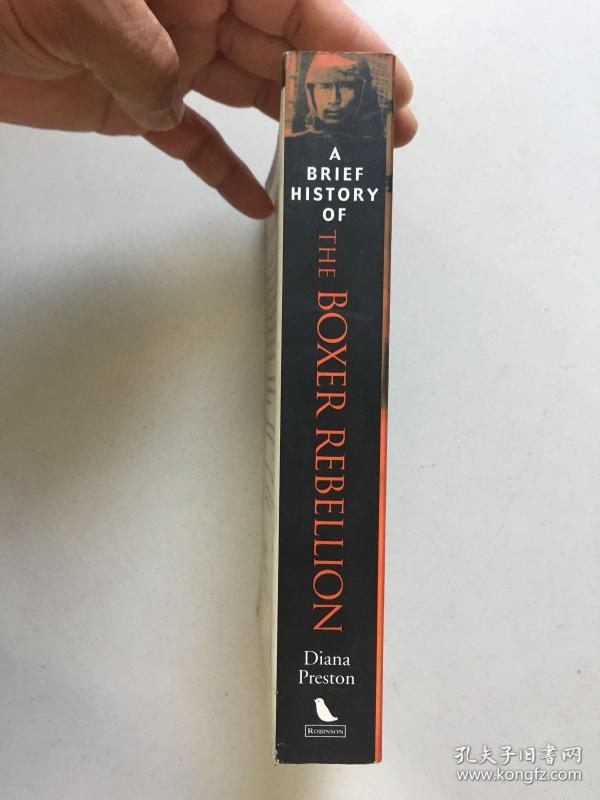 A
BRIEF
HISTORY
OF
THE BOXER REBELLION
Diana
Preston
ROBINSON
孔夫子旧书网
www.kongfz.com